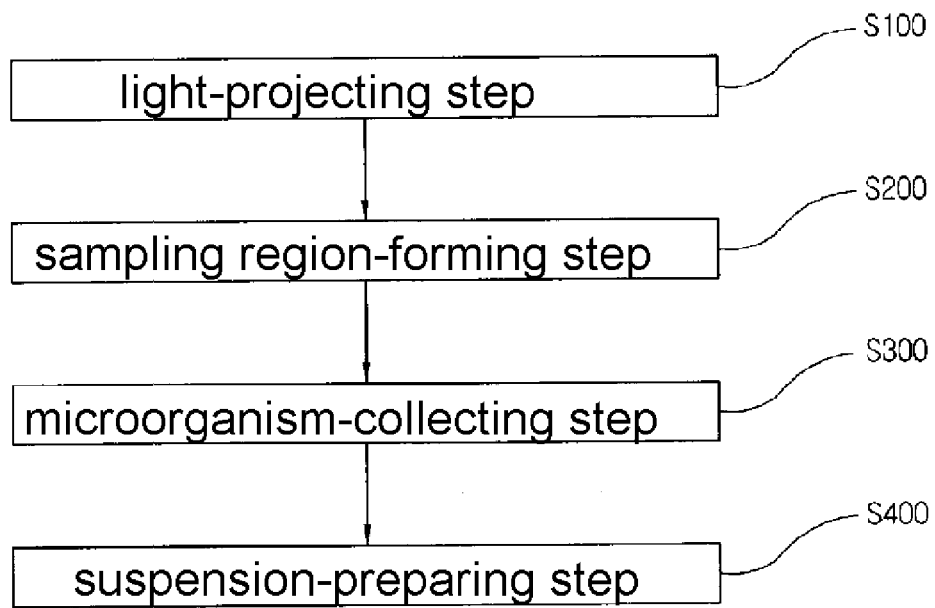 S100
light-projecting step
S200
sampling region-forming step
S300
microorganism-collecting step
S400
suspension-preparing step